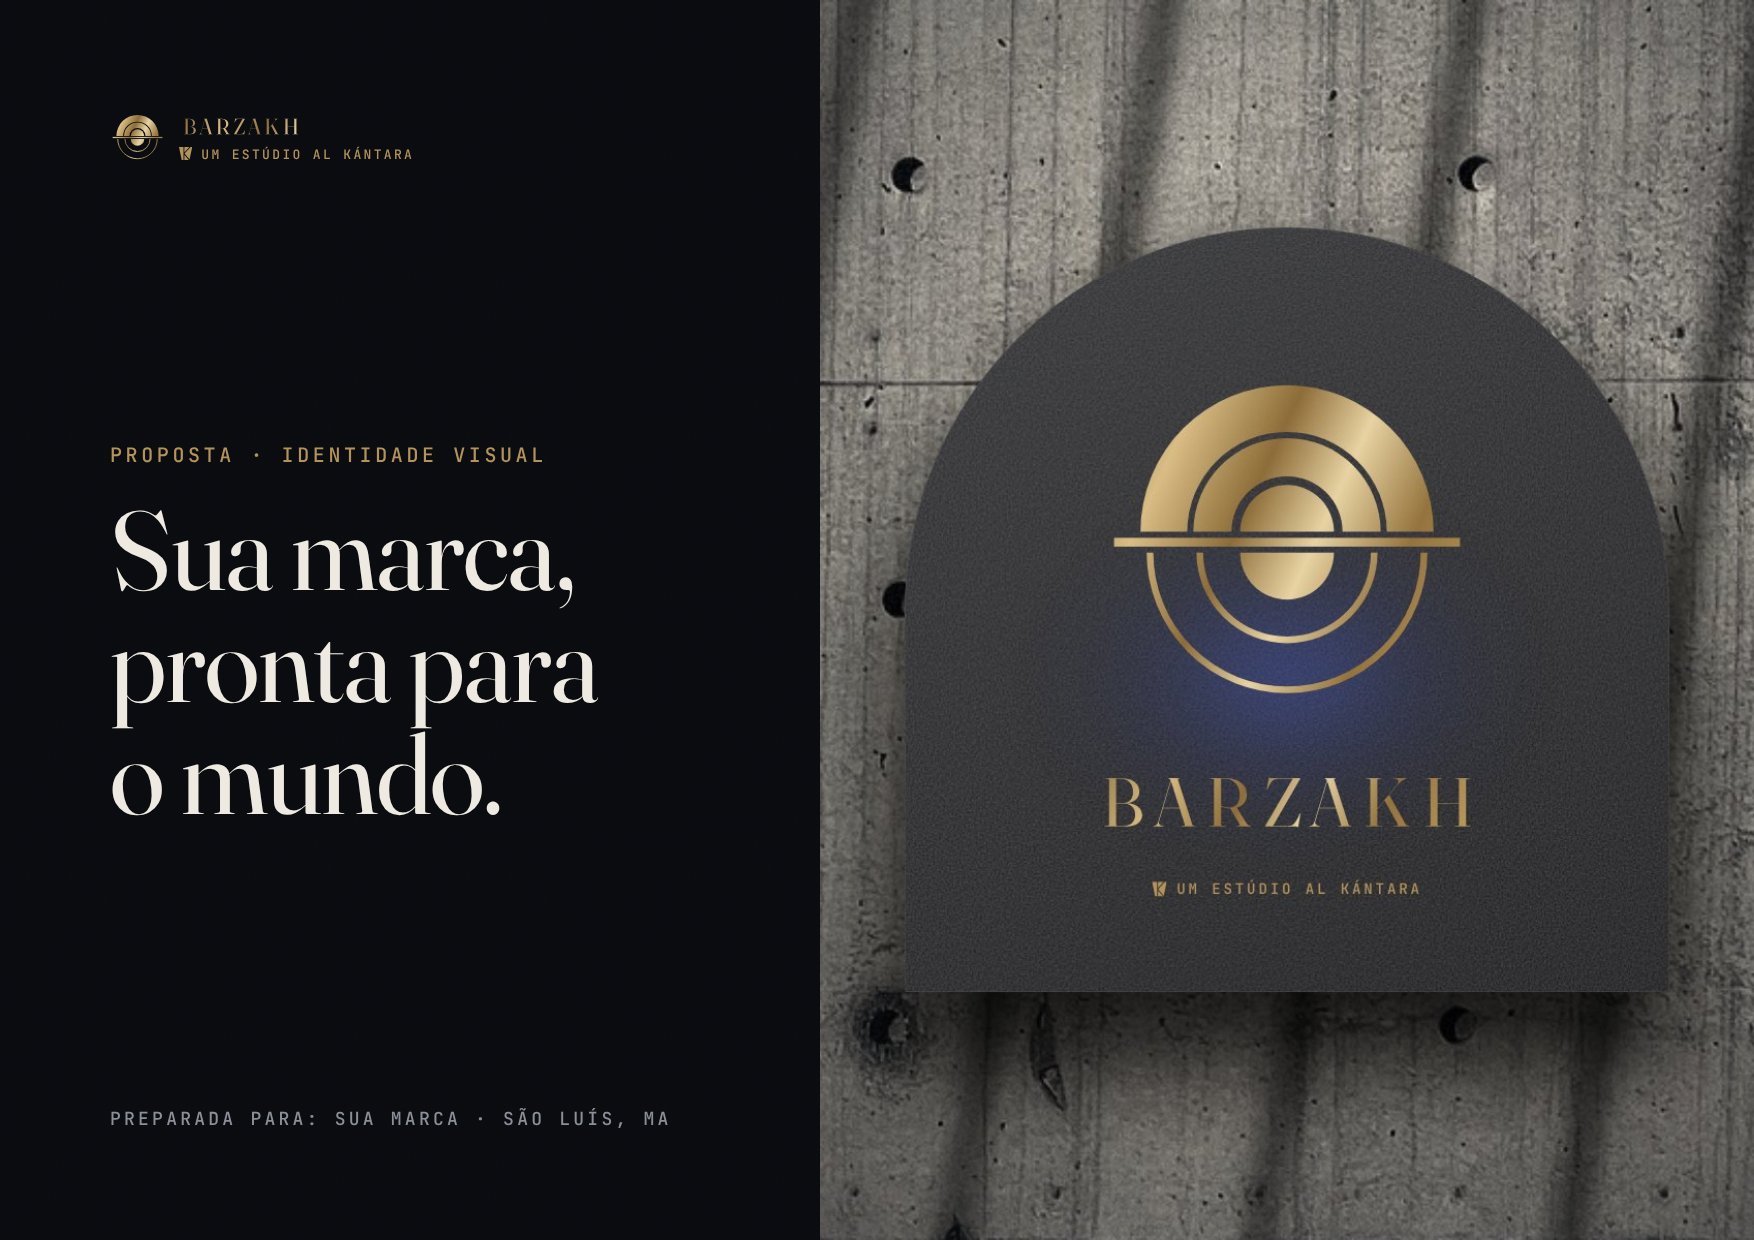 BARZAKH
UM ESTÚDIO AL KÁNTARA
PROPOSTA · IDENTIDADE VISUAL
Sua marca,
pronta para
o mundo.
PREPARADA PARA: SUA MARCA · SÃO LUÍS, MA
BARZAKH
UM ESTÚDIO AL KÁNTARA